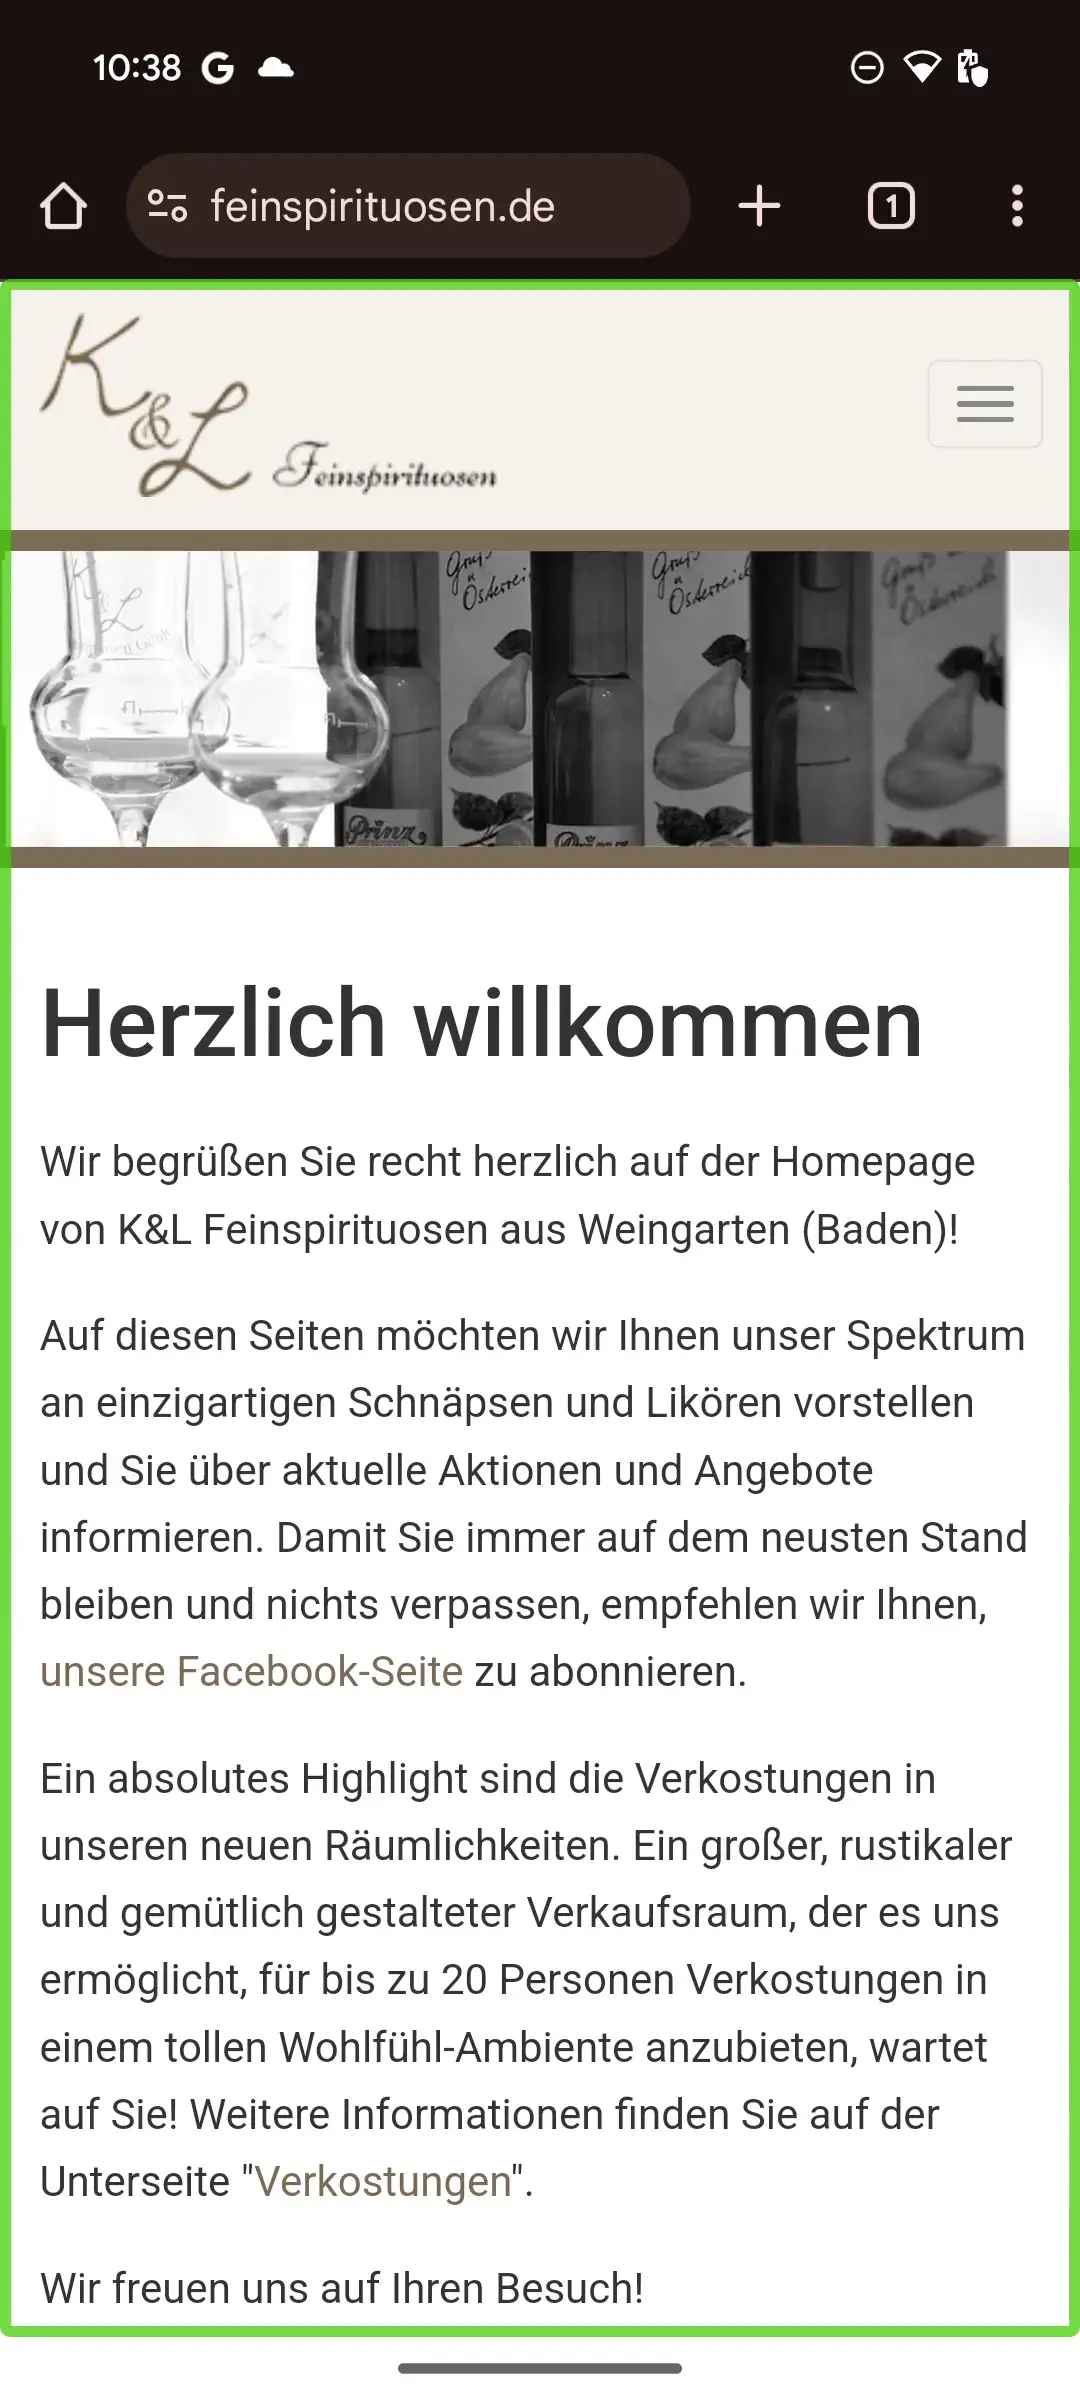 10:38
feinspirituosen.de
1
K&L Feinspirituosen
Gruß Gruß Gruß
a. a.
Österrei Österreich Österreich
K
L
Prinz Prinz
Herzlich willkommen
Wir begrüßen Sie recht herzlich auf der Homepage
von K&L Feinspirituosen aus Weingarten (Baden)!
Auf diesen Seiten möchten wir Ihnen unser Spektrum
an einzigartigen Schnäpsen und Likören vorstellen
und Sie über aktuelle Aktionen und Angebote
informieren. Damit Sie immer auf dem neusten Stand
bleiben und nichts verpassen, empfehlen wir Ihnen,
unsere Facebook-Seite zu abonnieren.
Ein absolutes Highlight sind die Verkostungen in
unseren neuen Räumlichkeiten. Ein großer, rustikaler
und gemütlich gestalteter Verkaufsraum, der es uns
ermöglicht, für bis zu 20 Personen Verkostungen in
einem tollen Wohlfühl-Ambiente anzubieten, wartet
auf Sie! Weitere Informationen finden Sie auf der
Unterseite "Verkostungen".
Wir freuen uns auf Ihren Besuch!